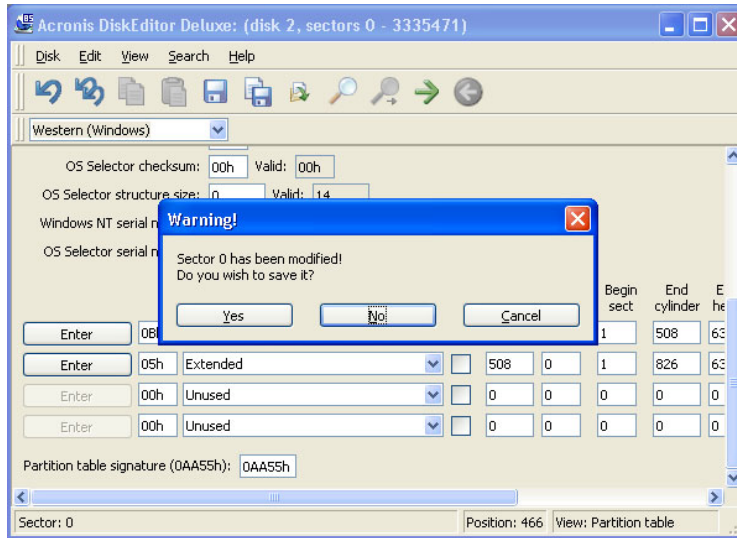 Acronis DiskEditor Deluxe: (disk 2, sectors 0 - 3335471)
Disk Edit View Search Help
Western (Windows)
OS Selector checksum: 00h Valid: 00h
OS Selector structure size: 0 Valid: 14
Windows NT serial n
OS Selector serial n
Warning!
Sector 0 has been modified!
Do you wish to save it?
Yes No Cancel
Begin sect End cylinder E he
Enter 0B 1 508 63
Enter 05h Extended 508 0 1 826 63
Enter 00h Unused 0 0 0 0 0
Enter 00h Unused 0 0 0 0 0
Partition table signature (0AA55h): 0AA55h
Sector: 0 Position: 466 View: Partition table